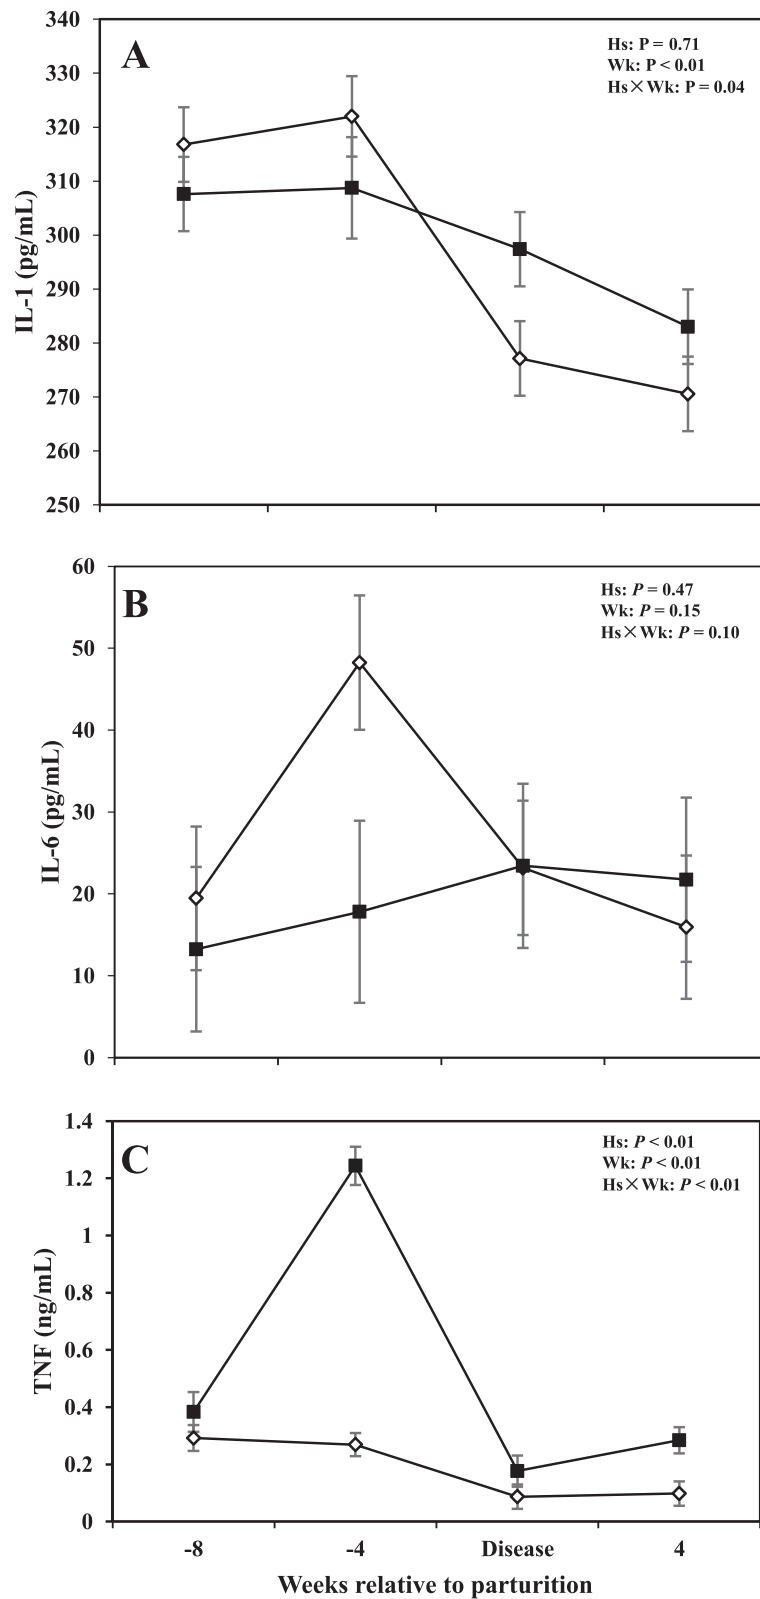 A
Hs: P = 0.71
Wk: P < 0.01
Hs×Wk: P = 0.04
340
330
320
310
300
290
280
270
260
250
IL-1 (pg/mL)
B
Hs: P = 0.47
Wk: P = 0.15
Hs×Wk: P = 0.10
60
50
40
30
20
10
0
IL-6 (pg/mL)
C
Hs: P < 0.01
Wk: P < 0.01
Hs×Wk: P < 0.01
1.4
1.2
1
0.8
0.6
0.4
0.2
0
TNF (ng/mL)
-8 -4 Disease 4
Weeks relative to parturition